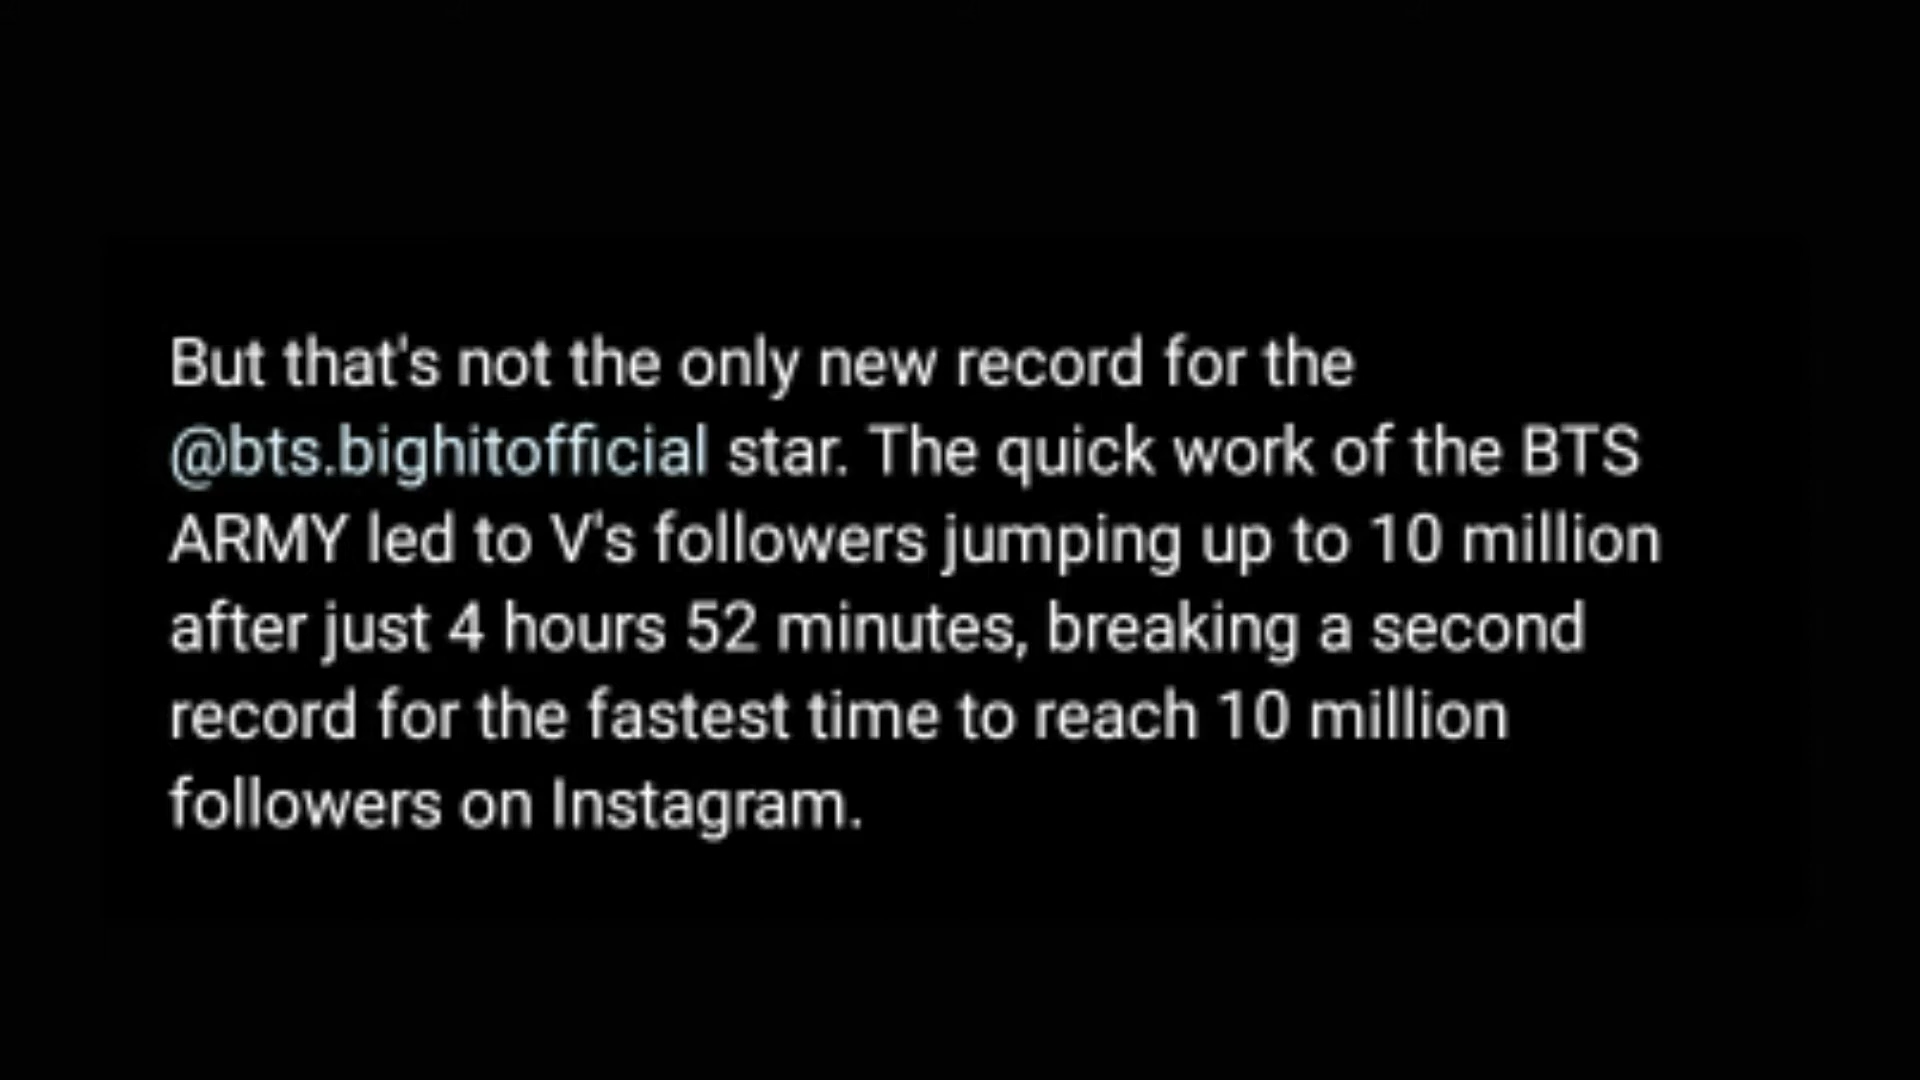 But that's not the only new record for the
@bts.bighitofficial star. The quick work of the BTS
ARMY led to V's followers jumping up to 10 million
after just 4 hours 52 minutes, breaking a second
record for the fastest time to reach 10 million
followers on Instagram.